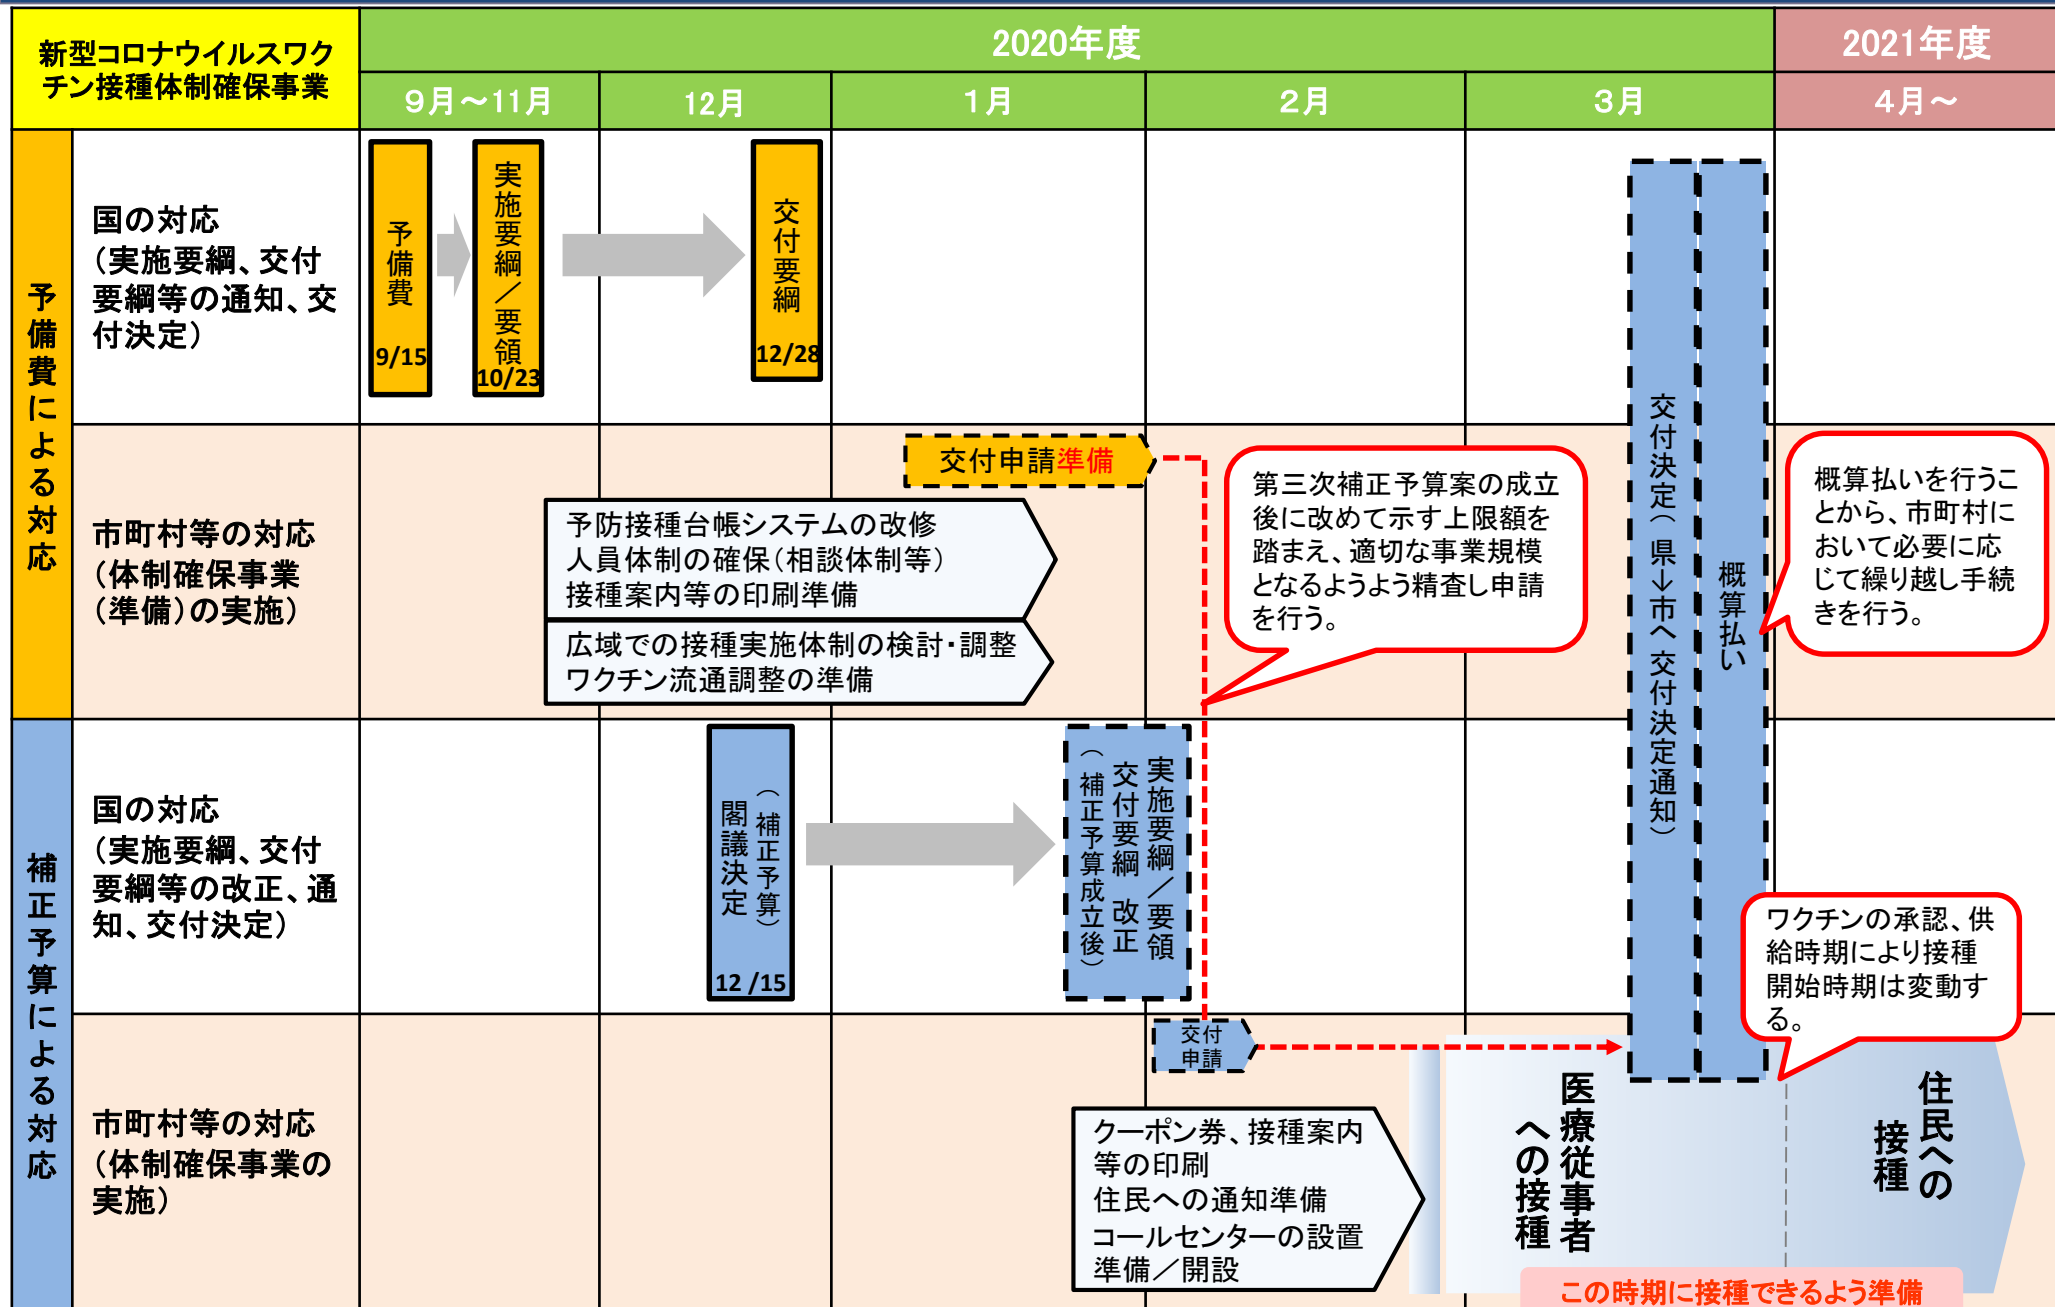 新型コロナウイルスワク
チン接種体制確保事業
2020年度
2021年度
9月～11月
12月
1月
2月
3月
4月～
予備費による対応
国の対応
（実施要綱、交付
要綱等の通知、交
付決定）
予備費
9/15
実施要綱／要領
10/23
交付要綱
12/28
市町村等の対応
（体制確保事業
（準備）の実施）
交付申請準備
予防接種台帳システムの改修
人員体制の確保（相談体制等）
接種案内等の印刷準備
広域での接種実施体制の検討・調整
ワクチン流通調整の準備
第三次補正予算案の成立
後に改めて示す上限額を
踏まえ、適切な事業規模
となるようよう精査し申請
を行う。
交付決定（県→市へ交付決定通知）
概算払い
概算払いを行うこ
とから、市町村に
おいて必要に応
じて繰り越し手続
きを行う。
補正予算による対応
国の対応
（実施要綱、交付
要綱等の改正、通
知、交付決定）
（補正予算）
閣議決定
12/15
実施要綱／要領
交付要綱 改正
（補正予算成立後）
ワクチンの承認、供
給時期により接種
開始時期は変動す
る。
市町村等の対応
（体制確保事業の
実施）
交付
申請
クーポン券、接種案内
等の印刷
住民への通知準備
コールセンターの設置
準備／開設
医療従事者
への接種
住民への
接種
この時期に接種できるよう準備